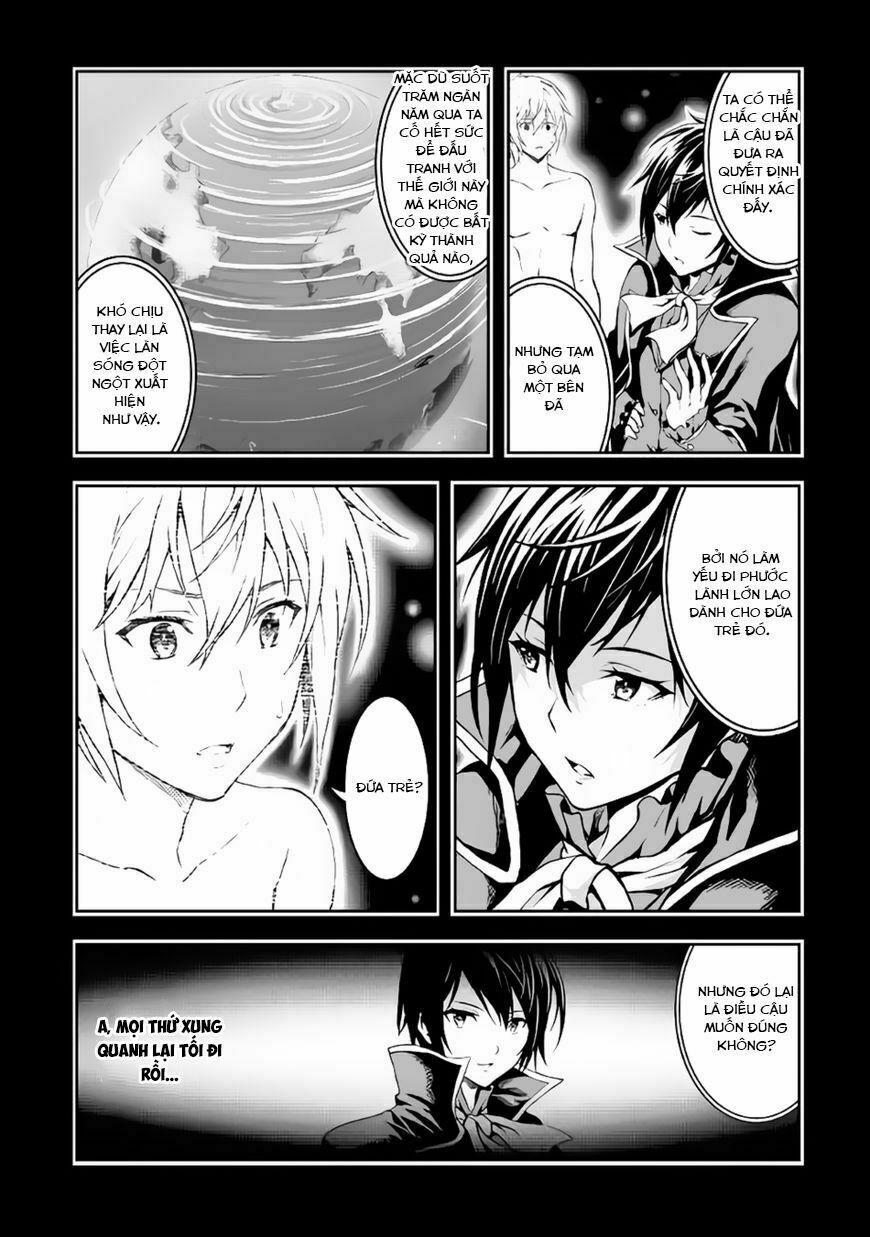 TA CÓ THỂ
CHẮC CHẮN
LÀ CẬU ĐÃ
ĐƯA RA
QUYẾT ĐỊNH
CHÍNH XÁC
ĐẤY.
NHƯNG TẠM
BỎ QUA
MỘT BÊN
ĐÃ
MẶC DÙ SUỐT
TRĂM NGÀN
NĂM QUA TA
CỐ HẾT SỨC
ĐỂ ĐẤU
TRANH VỚI
THẾ GIỚI NÀY
MÀ KHÔNG
CÓ ĐƯỢC BẤT
KỲ THÀNH
QUẢ NÀO,
KHÓ CHỊU
THAY LẠI LÀ
VIỆC LÀN
SÓNG ĐỘT
NGỘT XUẤT
HIỆN
NHƯ VẬY.
BỞI NÓ LÀM
YẾU ĐI PHƯỚC
LÀNH LỚN LAO
DÀNH CHO ĐỨA
TRẺ ĐÓ.
ĐỨA TRẺ?
NHƯNG ĐÓ LẠI
LÀ ĐIỀU CẬU
MUỐN ĐÚNG
KHÔNG?
A, MỌI THỨ XUNG
QUANH LẠI TỐI ĐI
RỒI...